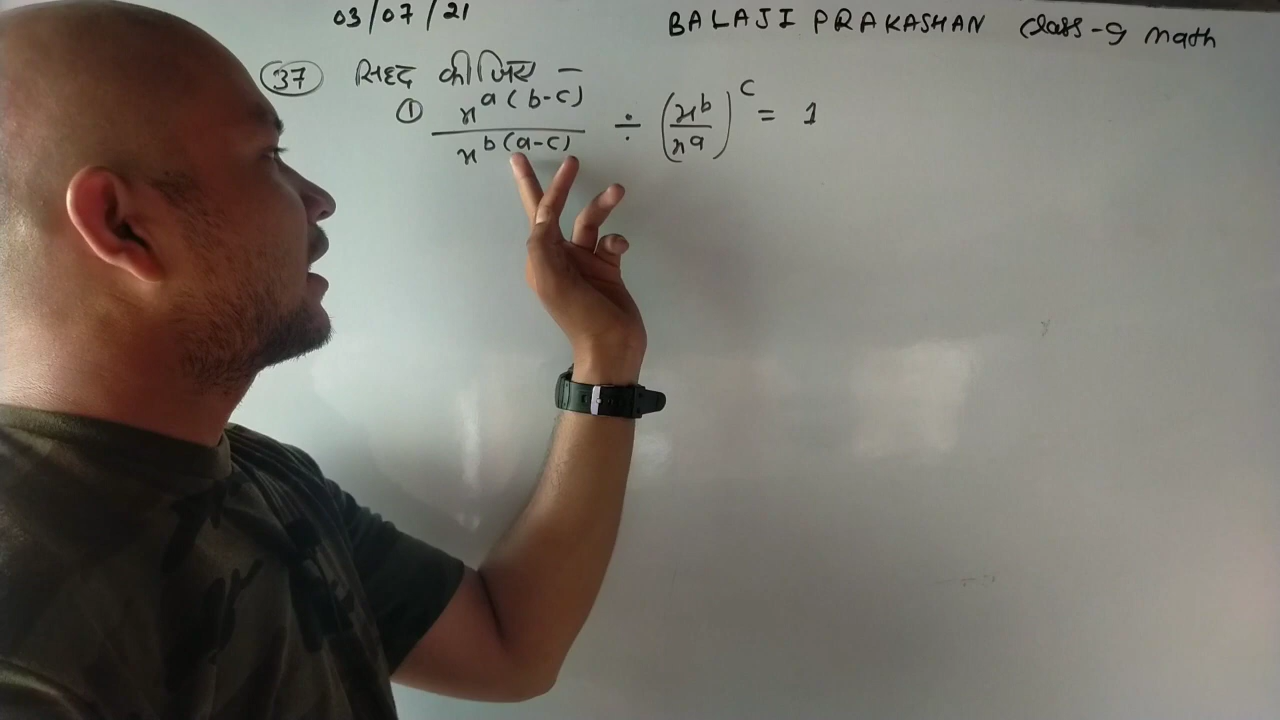 03/07/21 BALAJI PRAKASHAN Class-9 Math
37 सिद्द कीजिये —
① x^a(b-c) / x^b(a-c) ÷ (x^b / x^a)^c = 1